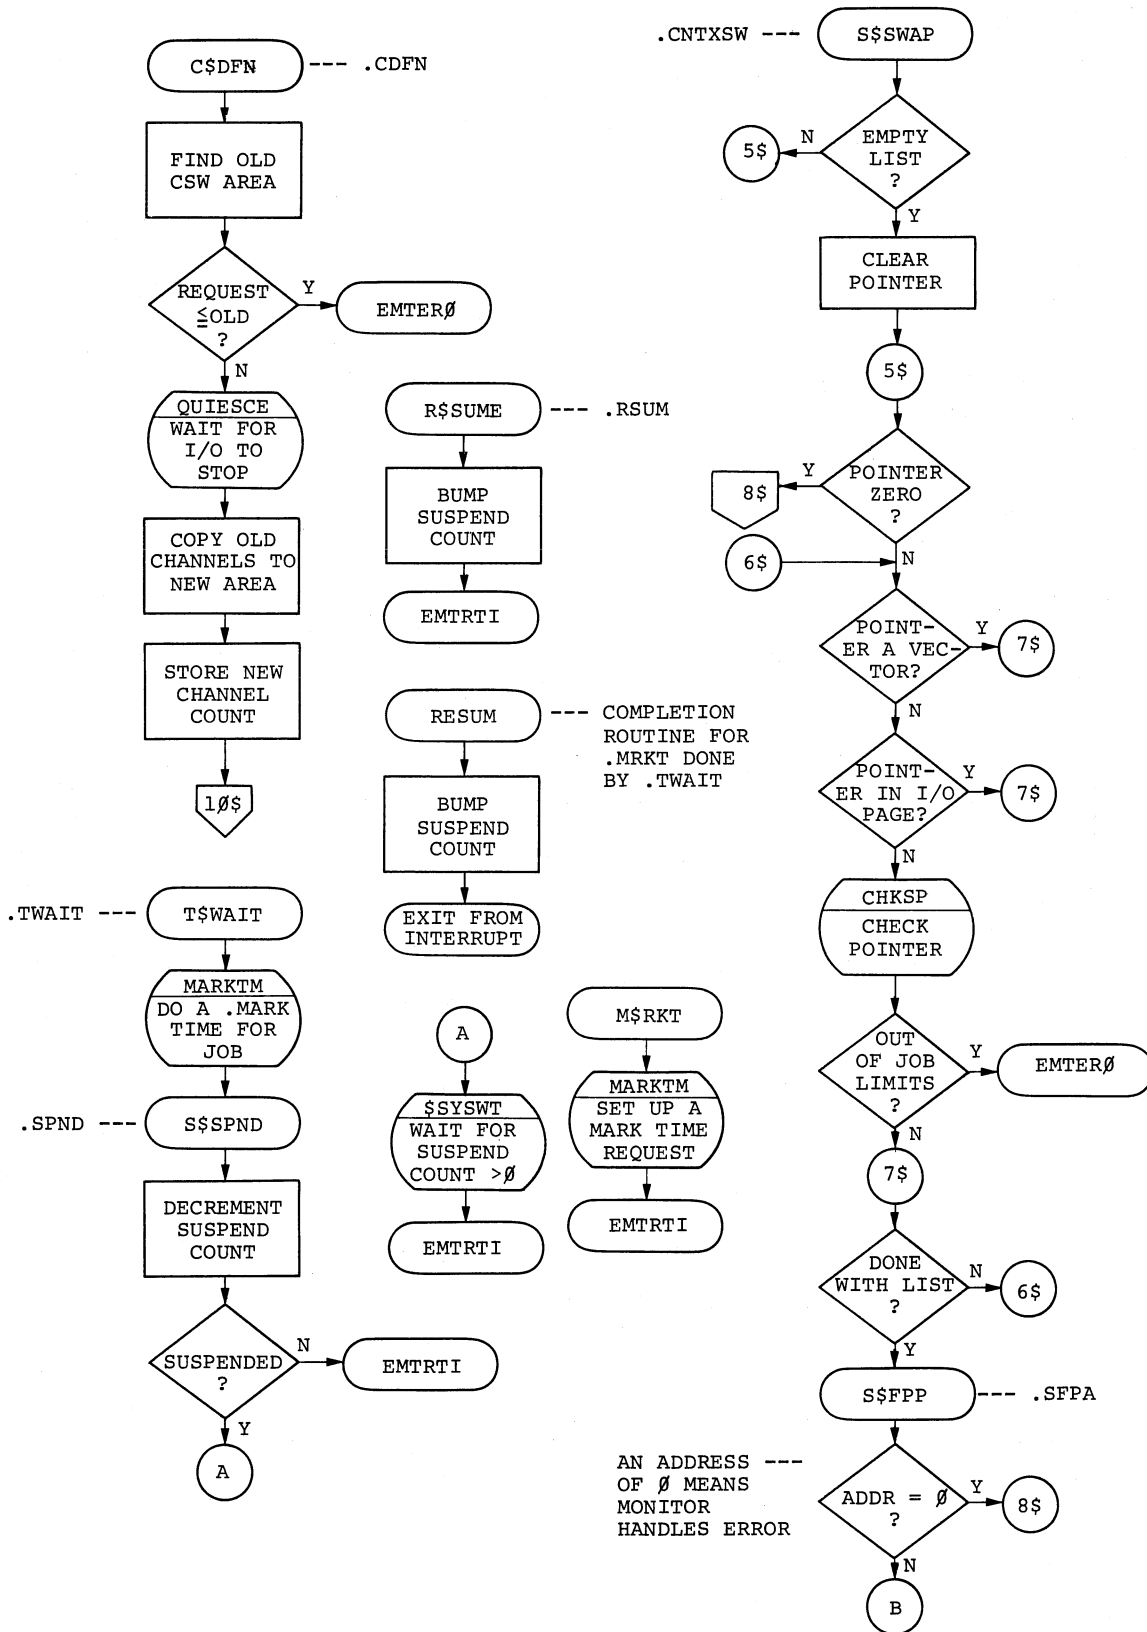 C$DFN --- .CDFN
FIND OLD
CSW AREA
REQUEST
≤OLD
?
Y
EMTERØ
N
QUIESCE
WAIT FOR
I/O TO
STOP
COPY OLD
CHANNELS TO
NEW AREA
STORE NEW
CHANNEL
COUNT
1Ø$
.TWAIT --- T$WAIT
MARKTM
DO A .MARK
TIME FOR
JOB
.SPND --- S$SPND
DECREMENT
SUSPEND
COUNT
SUSPENDED
?
N
EMTRTI
Y
A
R$SUME --- .RSUM
BUMP
SUSPEND
COUNT
EMTRTI
RESUM --- COMPLETION
ROUTINE FOR
.MRKT DONE
BY .TWAIT
BUMP
SUSPEND
COUNT
EXIT FROM
INTERRUPT
A
$SYSWT
WAIT FOR
SUSPEND
COUNT >Ø
EMTRTI
M$RKT
MARKTM
SET UP A
MARK TIME
REQUEST
EMTRTI
.CNTXSW --- S$SWAP
EMPTY
LIST
?
N
5$
Y
CLEAR
POINTER
5$
POINTER
ZERO
?
Y
8$
N
6$
POINT-
ER A VEC-
TOR?
Y
7$
N
POINT-
ER IN I/O
PAGE?
Y
7$
N
CHKSP
CHECK
POINTER
OUT
OF JOB
LIMITS
?
Y
EMTERØ
N
7$
DONE
WITH LIST
?
N
6$
Y
S$FPP --- .SFPA
AN ADDRESS ---
OF Ø MEANS
MONITOR
HANDLES ERROR
ADDR = Ø
?
Y
8$
N
B